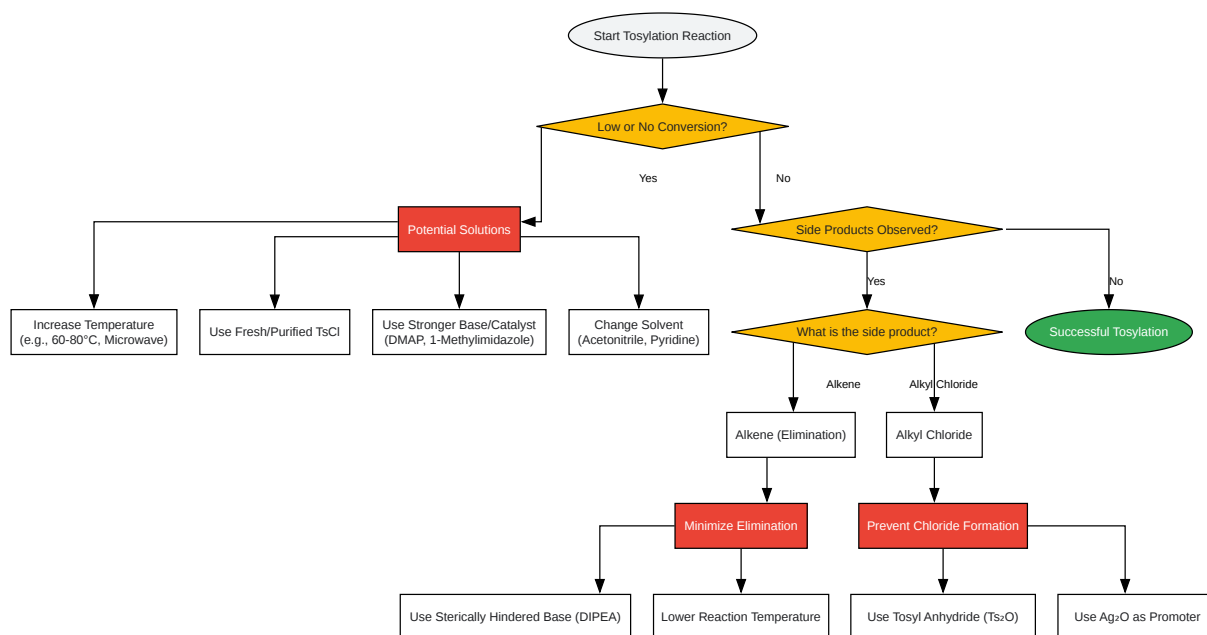 Start Tosylation Reaction
Low or No Conversion?
Yes
No
Potential Solutions
Side Products Observed?
Yes
No
Increase Temperature
(e.g., 60-80°C, Microwave)
Use Fresh/Purified TsCl
Use Stronger Base/Catalyst
(DMAP, 1-Methylimidazole)
Change Solvent
(Acetonitrile, Pyridine)
What is the side product?
Successful Tosylation
Alkene
Alkyl Chloride
Alkene (Elimination)
Alkyl Chloride
Minimize Elimination
Prevent Chloride Formation
Use Sterically Hindered Base (DIPEA)
Lower Reaction Temperature
Use Tosyl Anhydride (Ts₂O)
Use Ag₂O as Promoter